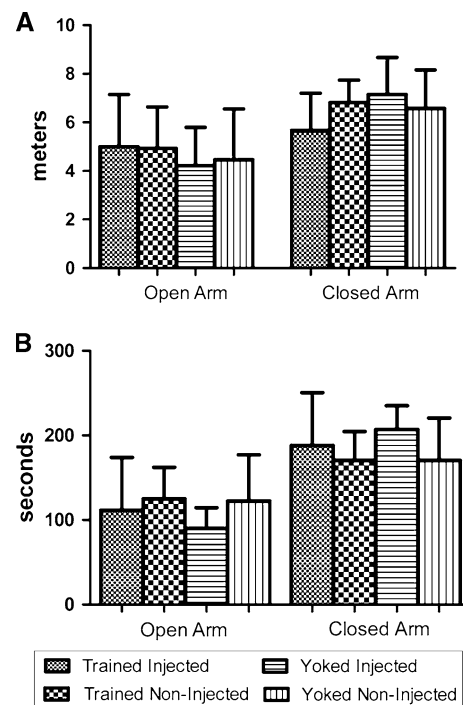 A
10
8
6
4
2
0
meters
Open Arm Closed Arm
B
300
200
100
0
seconds
Open Arm Closed Arm
Trained Injected Yoked Injected
Trained Non-Injected Yoked Non-Injected